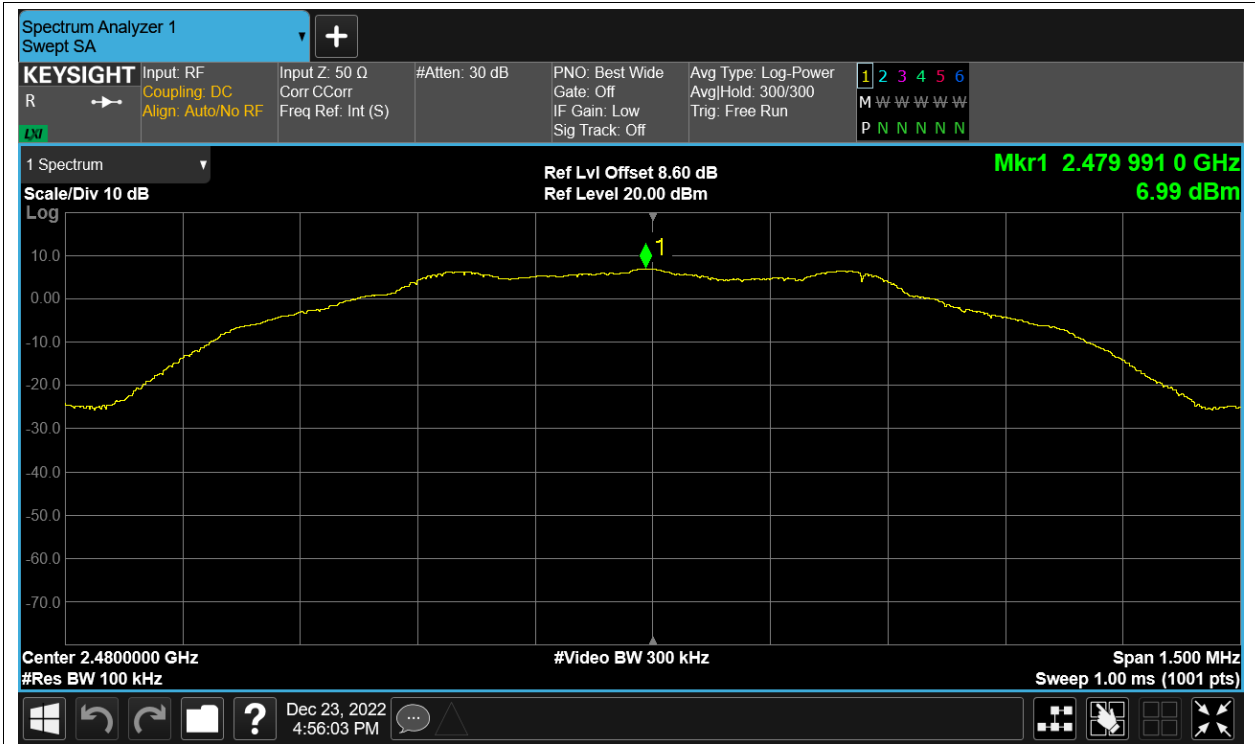 Spectrum Analyzer 1
Swept SA
KEYSIGHT
R
LXI
Input: RF
Coupling: DC
Align: Auto/No RF
Input Z: 50 Ω
Corr CCorr
Freq Ref: Int (S)
#Atten: 30 dB
PNO: Best Wide
Gate: Off
IF Gain: Low
Sig Track: Off
Avg Type: Log-Power
Avg|Hold: 300/300
Trig: Free Run
1 2 3 4 5 6
M W W W W W
P N N N N N
1 Spectrum
Scale/Div 10 dB
Log
Ref Lvl Offset 8.60 dB
Ref Level 20.00 dBm
Mkr1 2.479 991 0 GHz
6.99 dBm
1
10.0
0.00
-10.0
-20.0
-30.0
-40.0
-50.0
-60.0
-70.0
Center 2.4800000 GHz
#Res BW 100 kHz
#Video BW 300 kHz
Span 1.500 MHz
Sweep 1.00 ms (1001 pts)
?
Dec 23, 2022
4:56:03 PM